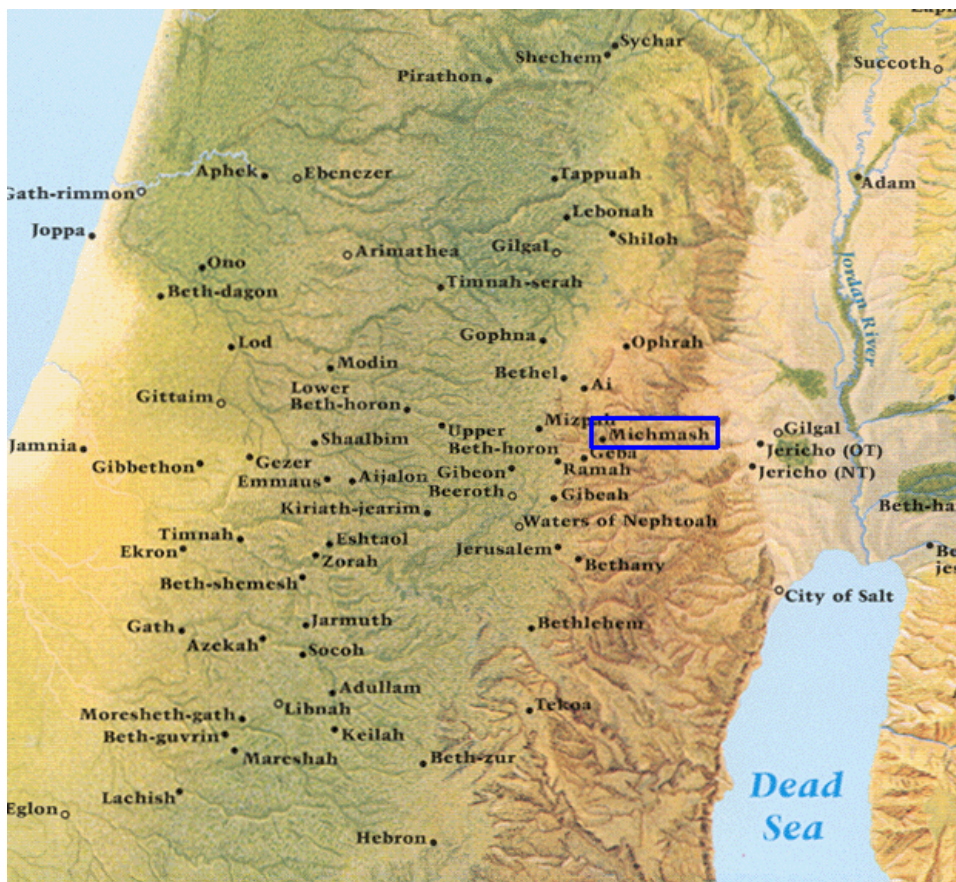 Sychar
Shechem
Succoth
Pirathon
Aphek
Ebenezer
Tappuah
Adam
Gath-rimmon
Lebonah
Joppa
Shiloh
Arimathea
Gilgal
Ono
Jordan River
Timnah-serah
Beth-dagon
Gophna
Ophrah
Lod
Modin
Bethel
Ai
Lower
Beth-horon
Gittaim
Mizpah
Upper
Beth-horon
Michmash
Gilgal
Jamnia
Shaalbim
Geba
Jericho (OT)
Gibbethon
Gezer
Gibeon
Ramah
Jericho (NT)
Emmaus
Aijalon
Beeroth
Gibeah
Kiriath-jearim
Beth-ha
Waters of Nephtoah
Timnah
Eshtaol
Jerusalem
Ekron
Zorah
Bethany
Be
jes
Beth-shemesh
City of Salt
Gath
Jarmuth
Bethlehem
Azekah
Socoh
Adullam
Libnah
Tekoa
Moresheth-gath
Beth-guvrin
Keilah
Mareshah
Beth-zur
Dead
Sea
Lachish
Eglon
Hebron